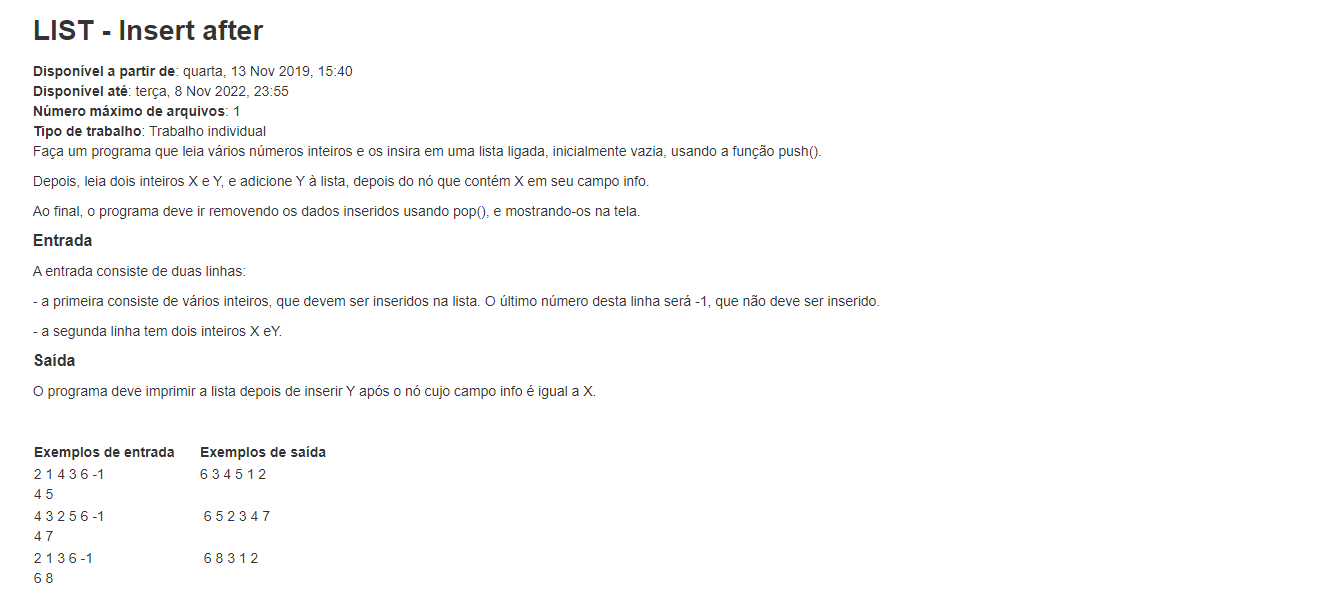 LIST - Insert after
Disponível a partir de: quarta, 13 Nov 2019, 15:40
Disponível até: terça, 8 Nov 2022, 23:55
Número máximo de arquivos: 1
Tipo de trabalho: Trabalho individual
Faça um programa que leia vários números inteiros e os insira em uma lista ligada, inicialmente vazia, usando a função push().
Depois, leia dois inteiros X e Y, e adicione Y à lista, depois do nó que contém X em seu campo info.
Ao final, o programa deve ir removendo os dados inseridos usando pop(), e mostrando-os na tela.
Entrada
A entrada consiste de duas linhas:
- a primeira consiste de vários inteiros, que devem ser inseridos na lista. O último número desta linha será -1, que não deve ser inserido.
- a segunda linha tem dois inteiros X eY.
Saída
O programa deve imprimir a lista depois de inserir Y após o nó cujo campo info é igual a X.
Exemplos de entrada Exemplos de saída
2 1 4 3 6 -1 6 3 4 5 1 2
4 5
4 3 2 5 6 -1 6 5 2 3 4 7
4 7
2 1 3 6 -1 6 8 3 1 2
6 8